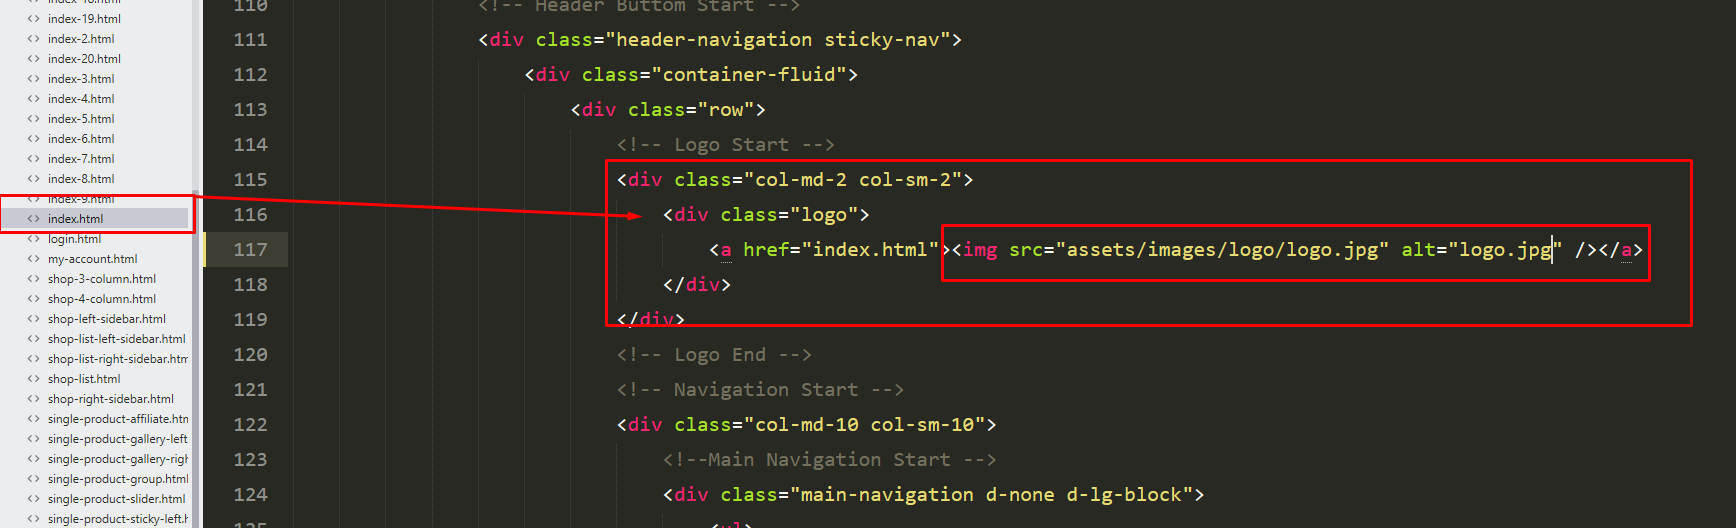 index-18.html
index-19.html
index-2.html
index-20.html
index-3.html
index-4.html
index-5.html
index-6.html
index-7.html
index-8.html
index-9.html
index.html
login.html
my-account.html
shop-3-column.html
shop-4-column.html
shop-left-sidebar.html
shop-list-left-sidebar.html
shop-list-right-sidebar.htm
shop-list.html
shop-right-sidebar.html
single-product-affiliate.htm
single-product-gallery-left
single-product-gallery-righ
single-product-group.html
single-product-slider.html
single-product-sticky-left.h
110 <!-- Header Buttom Start -->
111 <div class="header-navigation sticky-nav">
112 <div class="container-fluid">
113 <div class="row">
114 <!-- Logo Start -->
115 <div class="col-md-2 col-sm-2">
116 <div class="logo">
117 <a href="index.html"><img src="assets/images/logo/logo.jpg" alt="logo.jpg" /></a>
118 </div>
119 </div>
120 <!-- Logo End -->
121 <!-- Navigation Start -->
122 <div class="col-md-10 col-sm-10">
123 <!--Main Navigation Start -->
124 <div class="main-navigation d-none d-lg-block">
125 <ul>